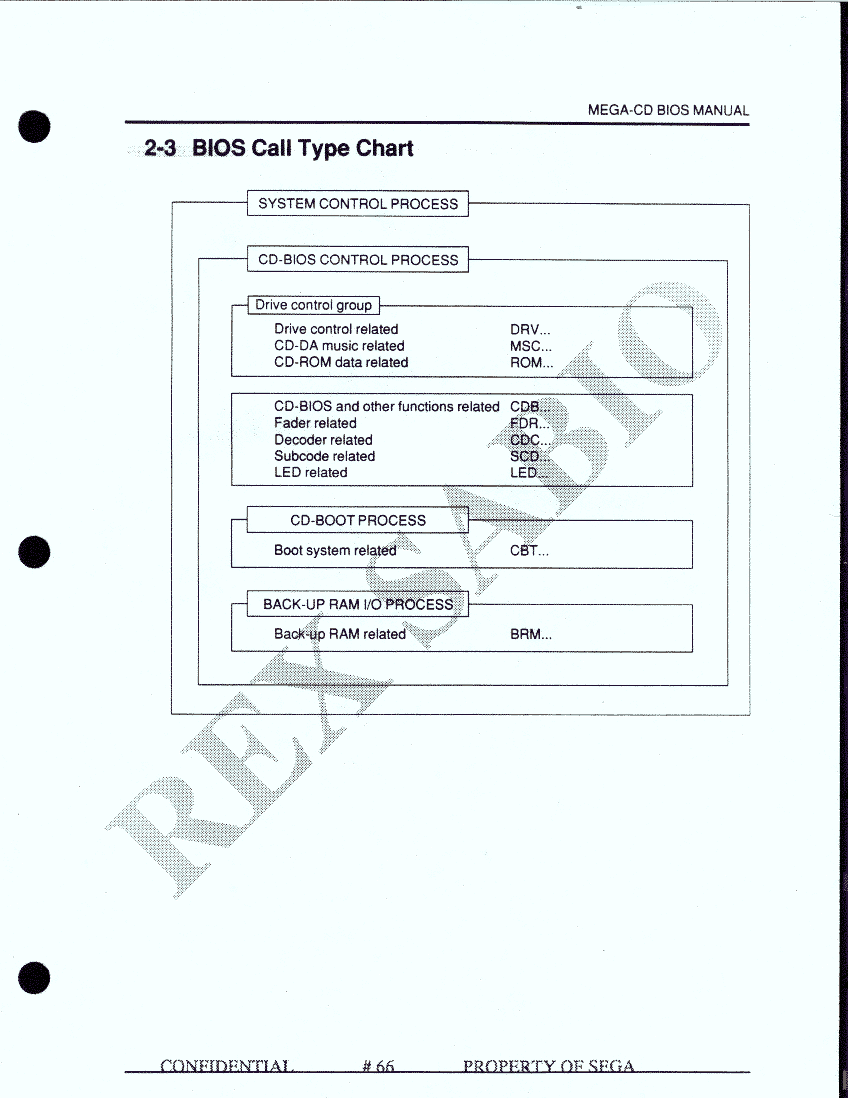 MEGA-CD BIOS MANUAL
2-3 BIOS Call Type Chart
SYSTEM CONTROL PROCESS
CD-BIOS CONTROL PROCESS
Drive control group
Drive control related DRV...
CD-DA music related MSC...
CD-ROM data related ROM...
CD-BIOS and other functions related CDB...
Fader related FDR...
Decoder related CDC...
Subcode related SCD...
LED related LED...
CD-BOOT PROCESS
Boot system related CBT...
BACK-UP RAM I/O PROCESS
Back-up RAM related BRM...
REX SABIO
CONFIDENTIAL # 66 PROPERTY OF SEGA